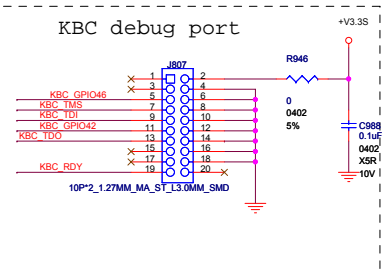 KBC debug port
+V3.3S
J807
R946
1 2
3 4
KBC_GPIO46 5 6
KBC_TMS 7 8
KBC_TDI 9 10
KBC_GPIO42 11 12
KBC_TDO 13 14
15 16
17 18
KBC_RDY 19 20
10P*2_1.27MM_MA_ST_L3.0MM_SMD
0
0402
5%
C988
0.1uF
0402
X5R
10V